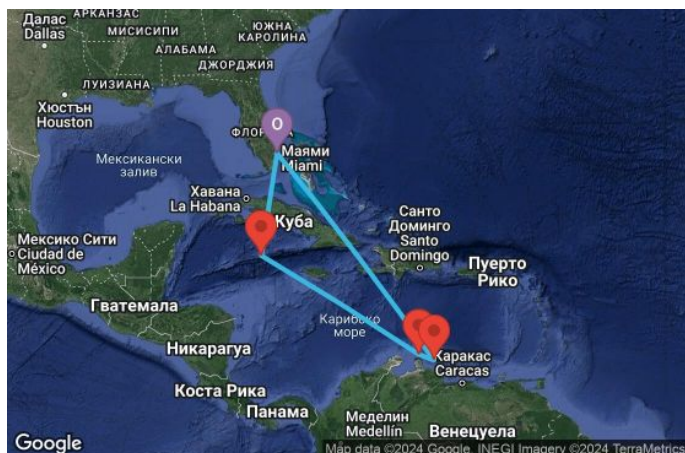 АРКАНЗАС
Далас
Dallas
МИСИСИПИ
ЮЖНА
КАРОЛИНА
АЛАБАМА
ДЖОРДЖИЯ
ЛУИЗИАНА
Хюстън
Houston
O
Маями
Miami
Мексикански
залив
Хавана
La Habana
Куба
Санто
Доминго
Santo
Domingo
Мексико Сити
Ciudad de
México
Пуерто
Рико
Гватемала
Карибско
море
Никарагуа
Каракас
Caracas
Коста Рика
Панама
Меделин
Medellín
Венецуела
Google
Map data ©2024 Google, INEGI Imagery ©2024 TerraMetrics